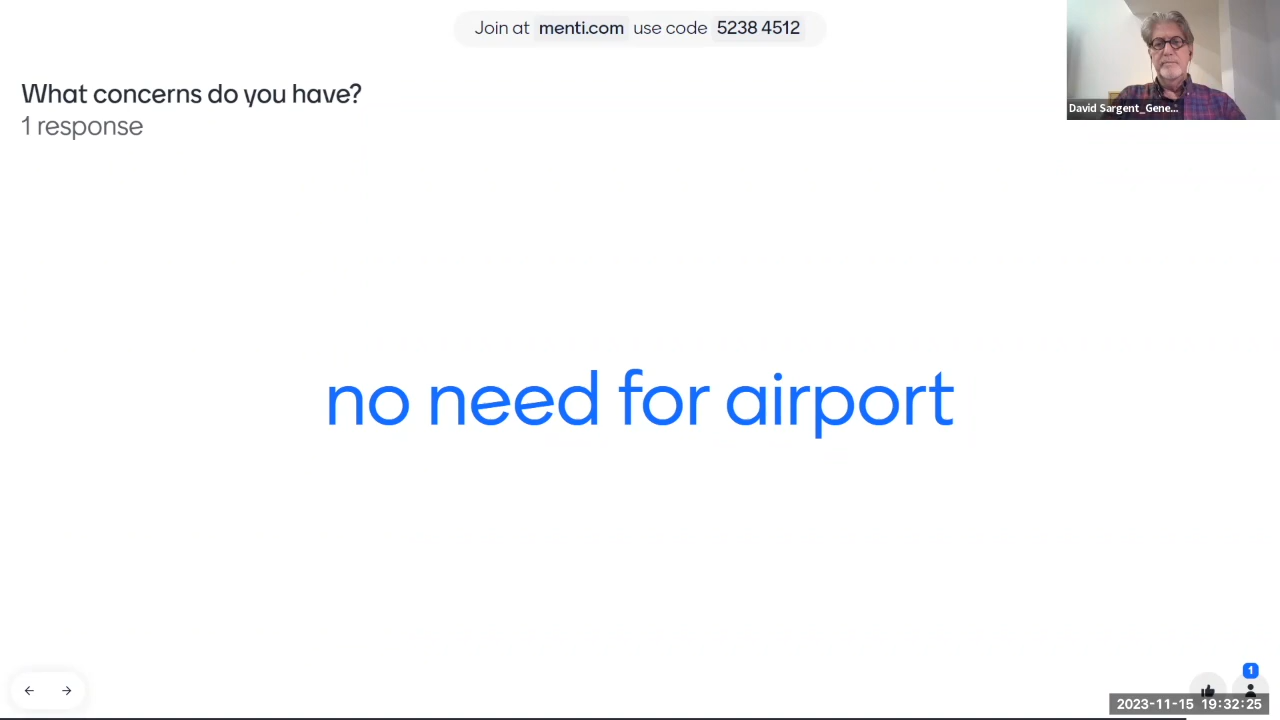 Join at menti.com use code 5238 4512
What concerns do you have?
1 response
David Sargent_Gene...
no need for airport
1
2023-11-15 19:32:25